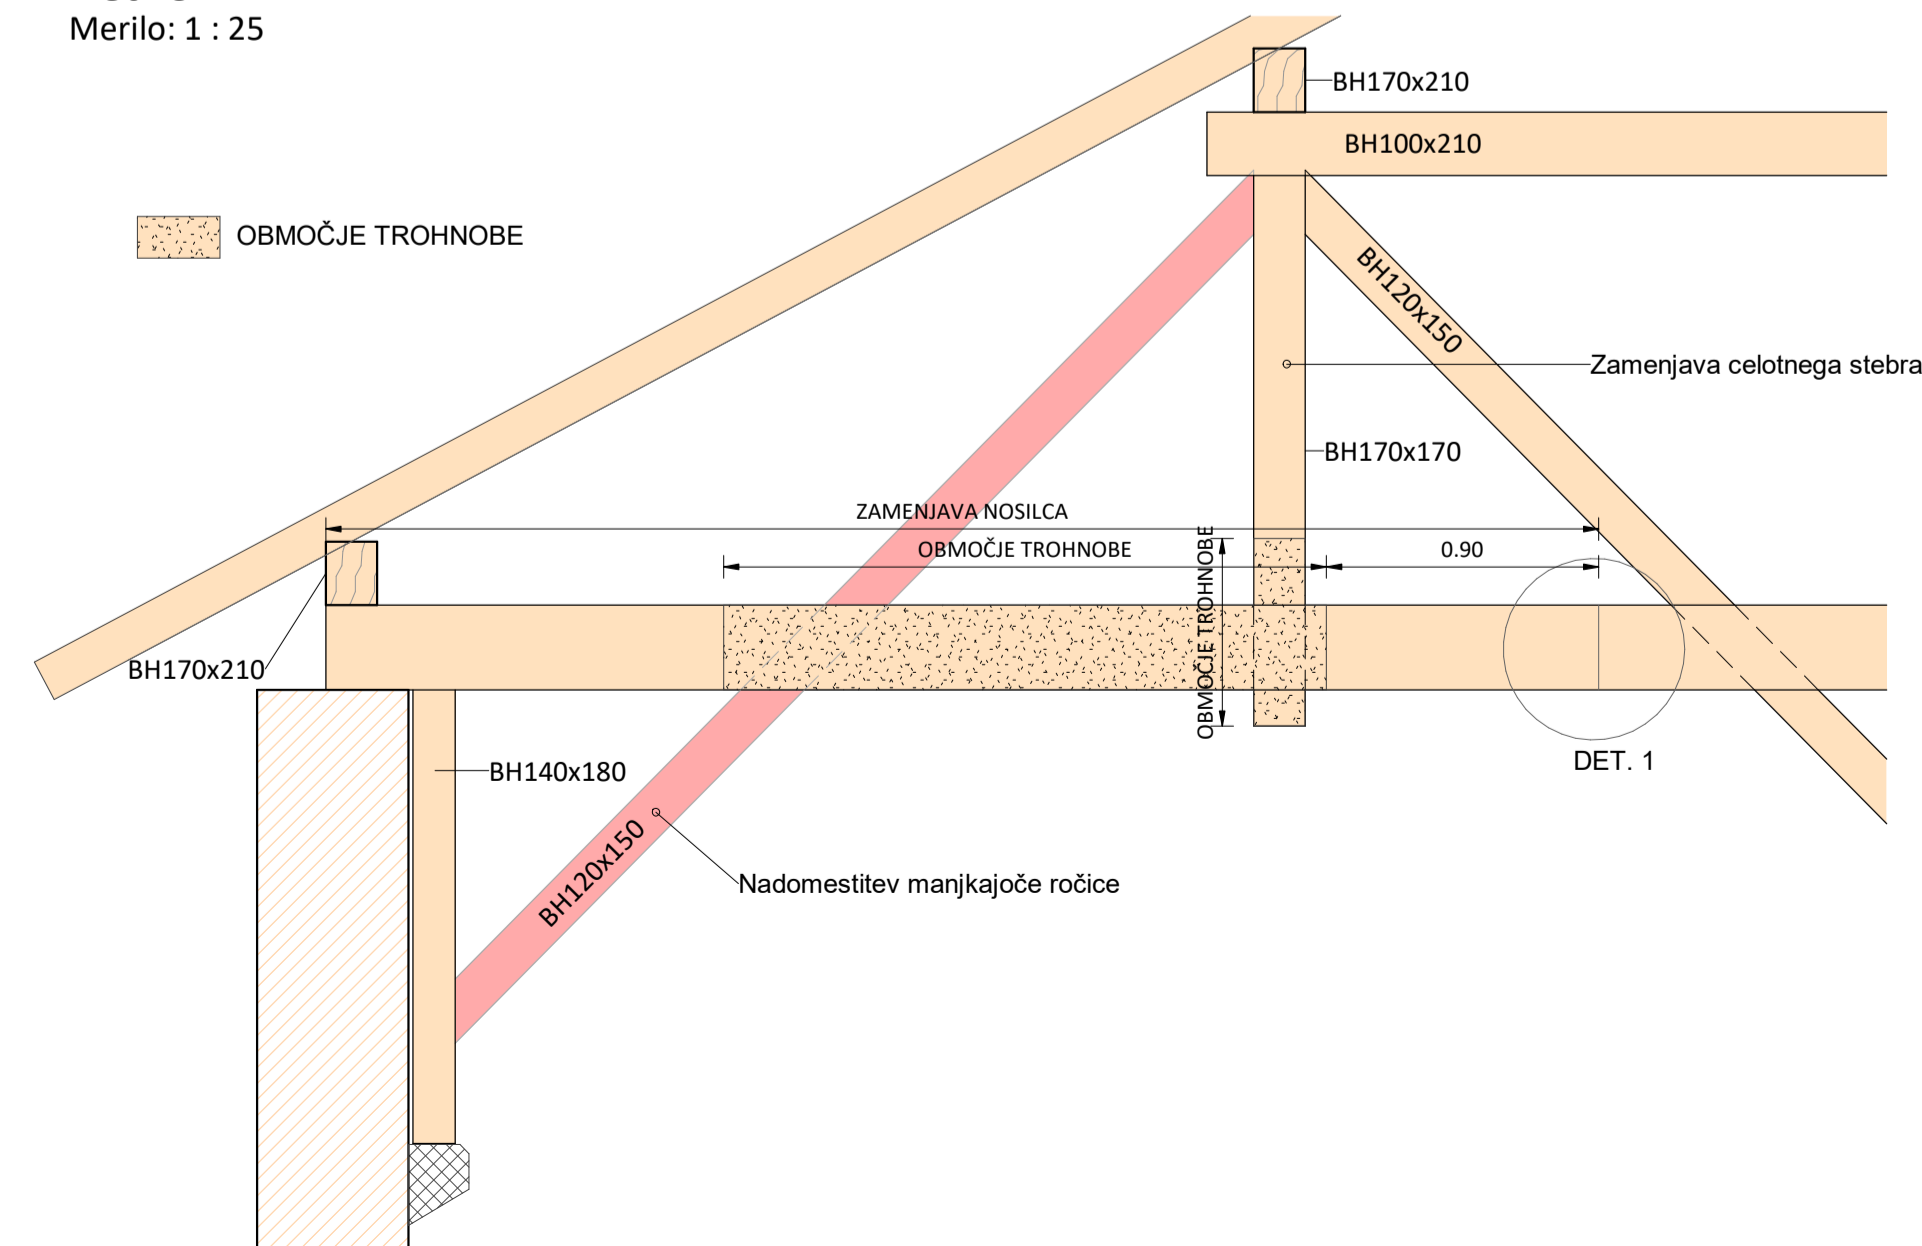 Merilo: 1 : 25
BH170x210
BH100x210
OBMOČJE TROHNOBE
BH120x150
Zamenjava celotnega stebra
BH170x170
ZAMENJAVA NOSILCA
OBMOČJE TROHNOBE
0.90
OBMOČJE TROHNOBE
BH170x210
DET. 1
BH140x180
BH120x150
Nadomestitev manjkajoče ročice